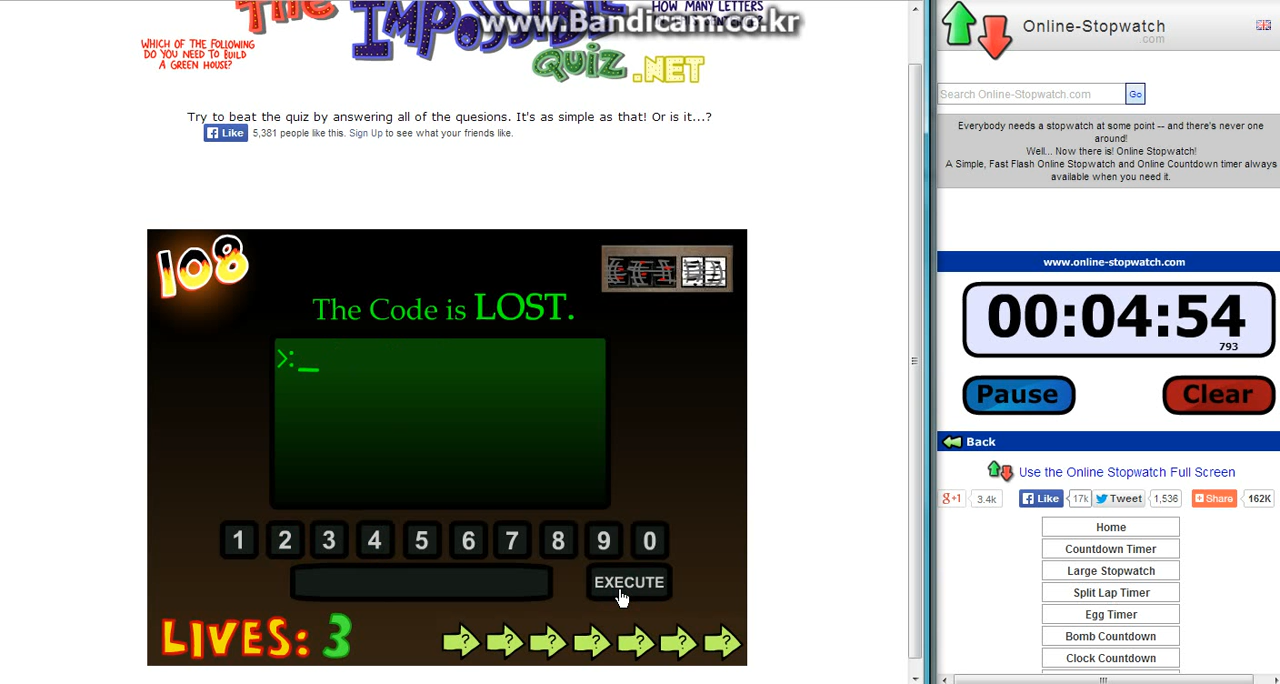 The
IMPOSSIBLE
QUIZ.NET
HOW MANY LETTERS
www.Bandicam.co.kr
WHICH OF THE FOLLOWING
DO YOU NEED TO BUILD
A GREEN HOUSE?
Try to beat the quiz by answering all of the quesions. It's as simple as that! Or is it...?
Like 5,381 people like this. Sign Up to see what your friends like.
108
The Code is LOST.
>:_
1 2 3 4 5 6 7 8 9 0
EXECUTE
LIVES: 3
? ? ? ? ? ? ?
Online-Stopwatch
.com
Search Online-Stopwatch.com Go
Everybody needs a stopwatch at some point -- and there's never one
around!
Well... Now there is! Online Stopwatch!
A Simple, Fast Flash Online Stopwatch and Online Countdown timer always
available when you need it.
www.online-stopwatch.com
00:04:54
793
Pause Clear
Back
Use the Online Stopwatch Full Screen
g+1 3.4k Like 17k Tweet 1,536 Share 162K
Home
Countdown Timer
Large Stopwatch
Split Lap Timer
Egg Timer
Bomb Countdown
Clock Countdown